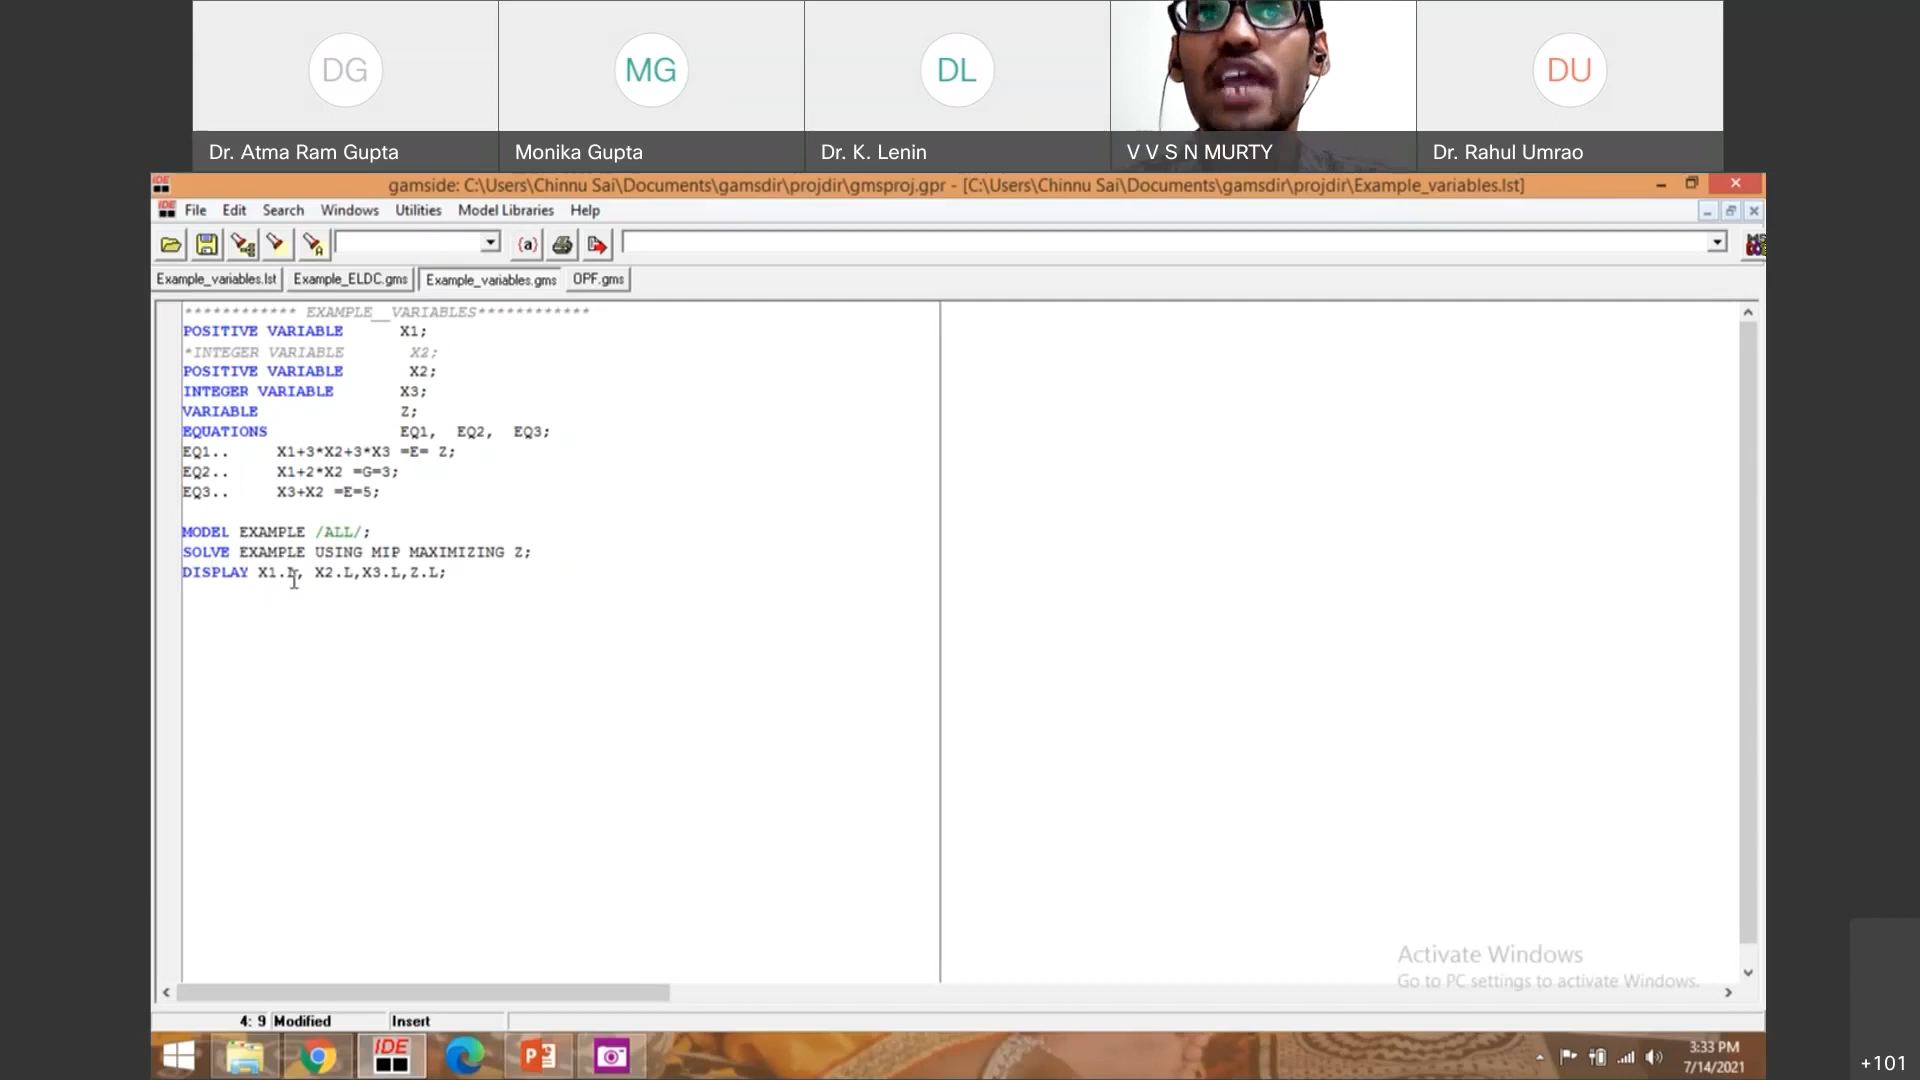 DG
MG
DL
DU
Dr. Atma Ram Gupta
Monika Gupta
Dr. K. Lenin
V V S N MURTY
Dr. Rahul Umrao
IDE
gamside: C:\Users\Chinnu Sai\Documents\gamsdir\projdir\gmsproj.gpr - [C:\Users\Chinnu Sai\Documents\gamsdir\projdir\Example_variables.lst]
IDE
File Edit Search Windows Utilities Model Libraries Help
{a}
Example_variables.lst Example_ELDC.gms Example_variables.gms OPF.gms
************ EXAMPLE__VARIABLES************
POSITIVE VARIABLE X1;
*INTEGER VARIABLE X2;
POSITIVE VARIABLE X2;
INTEGER VARIABLE X3;
VARIABLE Z;
EQUATIONS EQ1, EQ2, EQ3;
EQ1.. X1+3*X2+3*X3 =E= Z;
EQ2.. X1+2*X2 =G=3;
EQ3.. X3+X2 =E=5;
MODEL EXAMPLE /ALL/;
SOLVE EXAMPLE USING MIP MAXIMIZING Z;
DISPLAY X1.L, X2.L,X3.L,Z.L;
Activate Windows
Go to PC settings to activate Windows.
4: 9 Modified Insert
IDE
3:33 PM
7/14/2021
+101